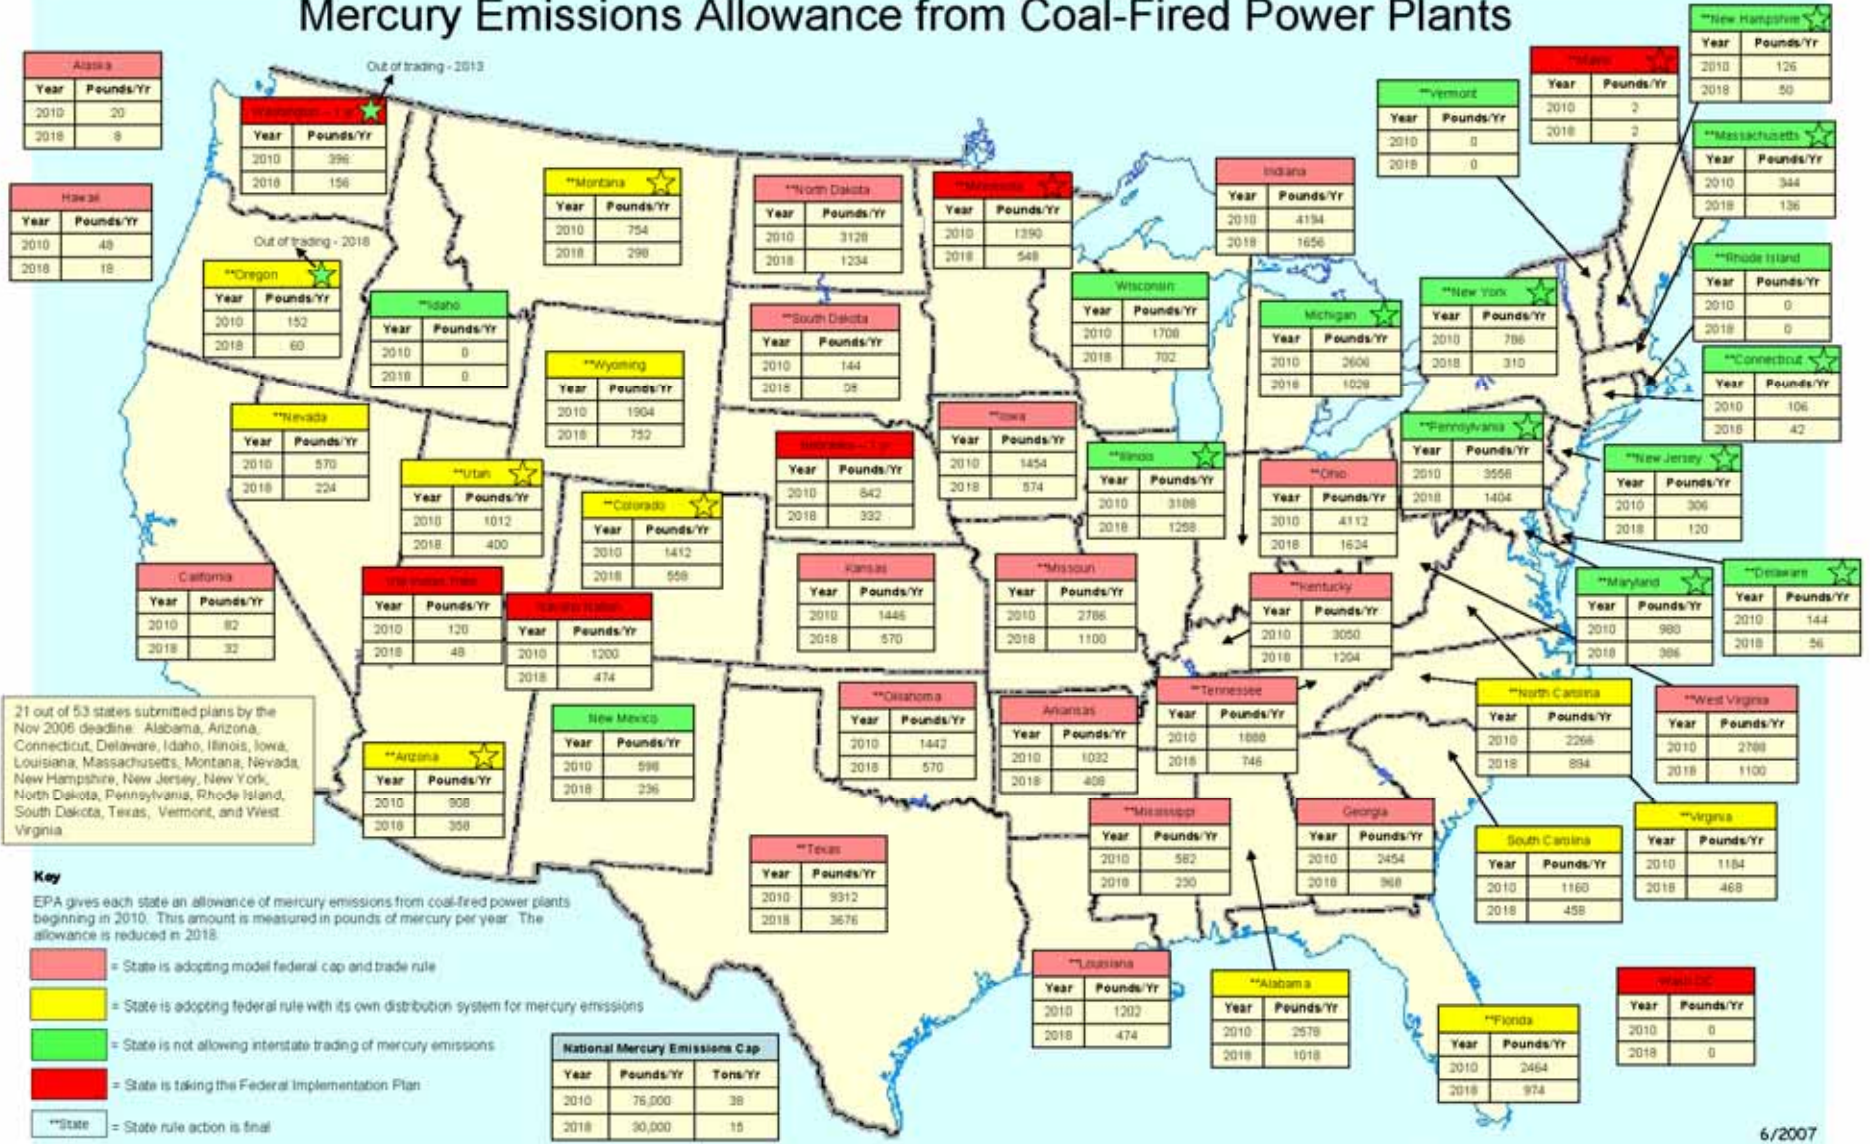 Mercury Emissions Allowance from Coal-Fired Power Plants
Alaska
Year Pounds/Yr
2010 20
2018 8
Hawaii
Year Pounds/Yr
2010 48
2018 18
Out of trading - 2013
Washington - 1 yr
Year Pounds/Yr
2010 396
2018 156
Out of trading - 2018
**Oregon
Year Pounds/Yr
2010 152
2018 60
**Idaho
Year Pounds/Yr
2010 0
2018 0
**Montana
Year Pounds/Yr
2010 754
2018 298
**North Dakota
Year Pounds/Yr
2010 3128
2018 1234
**Minnesota
Year Pounds/Yr
2010 1390
2018 548
Indiana
Year Pounds/Yr
2010 4194
2018 1656
**Vermont
Year Pounds/Yr
2010 0
2018 0
Year Pounds/Yr
2010 2
2018 2
**New Hampshire
Year Pounds/Yr
2010 126
2018 50
**Massachusetts
Year Pounds/Yr
2010 344
2018 136
**Rhode Island
Year Pounds/Yr
2010 0
2018 0
**Connecticut
Year Pounds/Yr
2010 106
2018 42
Wisconsin
Year Pounds/Yr
2010 1708
2018 702
Michigan
Year Pounds/Yr
2010 2606
2018 1028
**New York
Year Pounds/Yr
2010 786
2018 310
**South Dakota
Year Pounds/Yr
2010 144
2018
**Wyoming
Year Pounds/Yr
2010 1904
2018 752
**Nevada
Year Pounds/Yr
2010 570
2018 224
**Utah
Year Pounds/Yr
2010 1012
2018 400
**Colorado
Year Pounds/Yr
2010 1412
2018 558
Nebraska - 1 yr
Year Pounds/Yr
2010 842
2018 332
**Iowa
Year Pounds/Yr
2010 1454
2018 574
**Illinois
Year Pounds/Yr
2010 3188
2018 1258
**Ohio
Year Pounds/Yr
2010 4112
2018 1624
**Pennsylvania
Year Pounds/Yr
2010 3556
2018 1404
**New Jersey
Year Pounds/Yr
2010 306
2018 120
California
Year Pounds/Yr
2010 82
2018 32
Ute Indian Tribe
Year Pounds/Yr
2010 120
2018 48
Navajo Nation
Year Pounds/Yr
2010 1200
2018 474
Kansas
Year Pounds/Yr
2010 1446
2018 570
**Missouri
Year Pounds/Yr
2010 2786
2018 1100
**Kentucky
Year Pounds/Yr
2010 3050
2018 1204
**Maryland
Year Pounds/Yr
2010 980
2018 386
**Delaware
Year Pounds/Yr
2010 144
2018 56
21 out of 53 states submitted plans by the
Nov 2006 deadline: Alabama, Arizona,
Connecticut, Delaware, Idaho, Illinois, Iowa,
Louisiana, Massachusetts, Montana, Nevada,
New Hampshire, New Jersey, New York,
North Dakota, Pennsylvania, Rhode Island,
South Dakota, Texas, Vermont, and West
Virginia
**Arizona
Year Pounds/Yr
2010 908
2018 358
New Mexico
Year Pounds/Yr
2010 598
2018 236
**Oklahoma
Year Pounds/Yr
2010 1442
2018 570
Arkansas
Year Pounds/Yr
2010 1032
2018 408
**Tennessee
Year Pounds/Yr
2010 1888
2018 746
**North Carolina
Year Pounds/Yr
2010 2266
2018 894
**West Virginia
Year Pounds/Yr
2010 2788
2018 1100
**Texas
Year Pounds/Yr
2010 9312
2018 3676
**Mississippi
Year Pounds/Yr
2010 582
2018 230
Georgia
Year Pounds/Yr
2010 2454
2018 968
South Carolina
Year Pounds/Yr
2010 1160
2018 458
**Virginia
Year Pounds/Yr
2010 1184
2018 468
**Louisiana
Year Pounds/Yr
2010 1202
2018 474
**Alabama
Year Pounds/Yr
2010 2578
2018 1018
**Florida
Year Pounds/Yr
2010 2464
2018 974
Wash DC
Year Pounds/Yr
2010 0
2018 0
Key
EPA gives each state an allowance of mercury emissions from coal-fired power plants
beginning in 2010. This amount is measured in pounds of mercury per year. The
allowance is reduced in 2018.
= State is adopting model federal cap and trade rule
= State is adopting federal rule with its own distribution system for mercury emissions
= State is not allowing interstate trading of mercury emissions
= State is taking the Federal Implementation Plan
**State = State rule action is final
National Mercury Emissions Cap
Year Pounds/Yr Tons/Yr
2010 76,000 38
2018 30,000 15
6/2007